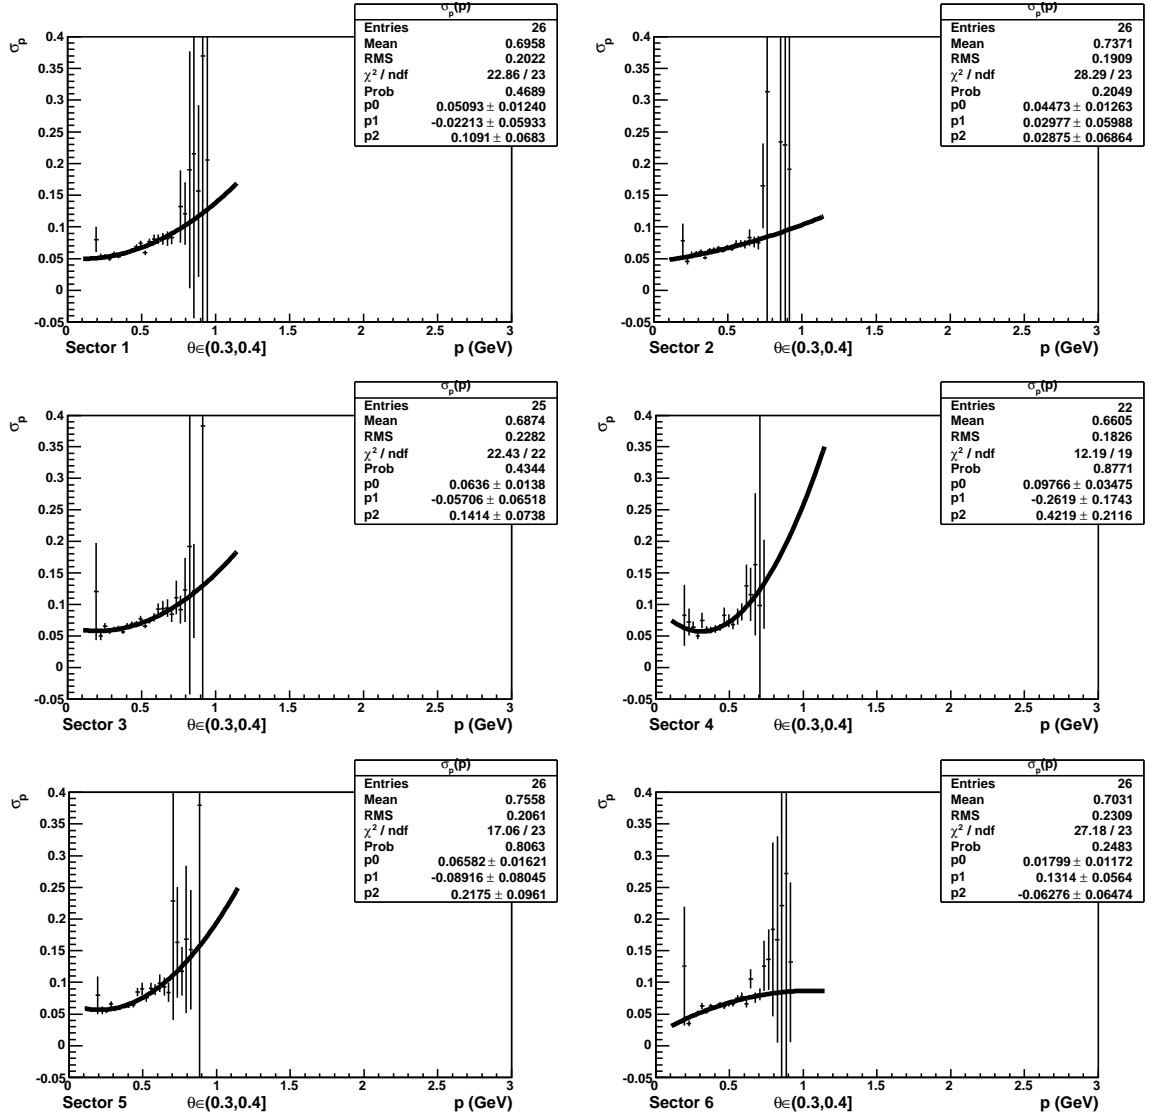 σp(p)
Entries 26
Mean 0.6958
RMS 0.2022
χ² / ndf 22.86 / 23
Prob 0.4689
p0 0.05093 ± 0.01240
p1 -0.02213 ± 0.05933
p2 0.1091 ± 0.0683
σp
0.4
0.35
0.3
0.25
0.2
0.15
0.1
0.05
0
-0.05
0 0.5 1 1.5 2 2.5 3
Sector 1 θ∈(0.3,0.4] p (GeV)
σp(p)
Entries 26
Mean 0.7371
RMS 0.1909
χ² / ndf 28.29 / 23
Prob 0.2049
p0 0.04473 ± 0.01263
p1 0.02977 ± 0.05988
p2 0.02875 ± 0.06864
σp
0.4
0.35
0.3
0.25
0.2
0.15
0.1
0.05
0
-0.05
0 0.5 1 1.5 2 2.5 3
Sector 2 θ∈(0.3,0.4] p (GeV)
σp(p)
Entries 25
Mean 0.6874
RMS 0.2282
χ² / ndf 22.43 / 22
Prob 0.4344
p0 0.0636 ± 0.0138
p1 -0.05706 ± 0.06518
p2 0.1414 ± 0.0738
σp
0.4
0.35
0.3
0.25
0.2
0.15
0.1
0.05
0
-0.05
0 0.5 1 1.5 2 2.5 3
Sector 3 θ∈(0.3,0.4] p (GeV)
σp(p)
Entries 22
Mean 0.6605
RMS 0.1826
χ² / ndf 12.19 / 19
Prob 0.8771
p0 0.09766 ± 0.03475
p1 -0.2619 ± 0.1743
p2 0.4219 ± 0.2116
σp
0.4
0.35
0.3
0.25
0.2
0.15
0.1
0.05
0
-0.05
0 0.5 1 1.5 2 2.5 3
Sector 4 θ∈(0.3,0.4] p (GeV)
σp(p)
Entries 26
Mean 0.7558
RMS 0.2061
χ² / ndf 17.06 / 23
Prob 0.8063
p0 0.06582 ± 0.01621
p1 -0.08916 ± 0.08045
p2 0.2175 ± 0.0961
σp
0.4
0.35
0.3
0.25
0.2
0.15
0.1
0.05
0
-0.05
0 0.5 1 1.5 2 2.5 3
Sector 5 θ∈(0.3,0.4] p (GeV)
σp(p)
Entries 26
Mean 0.7031
RMS 0.2309
χ² / ndf 27.18 / 23
Prob 0.2483
p0 0.01799 ± 0.01172
p1 0.1314 ± 0.0564
p2 -0.06276 ± 0.06474
σp
0.4
0.35
0.3
0.25
0.2
0.15
0.1
0.05
0
-0.05
0 0.5 1 1.5 2 2.5 3
Sector 6 θ∈(0.3,0.4] p (GeV)